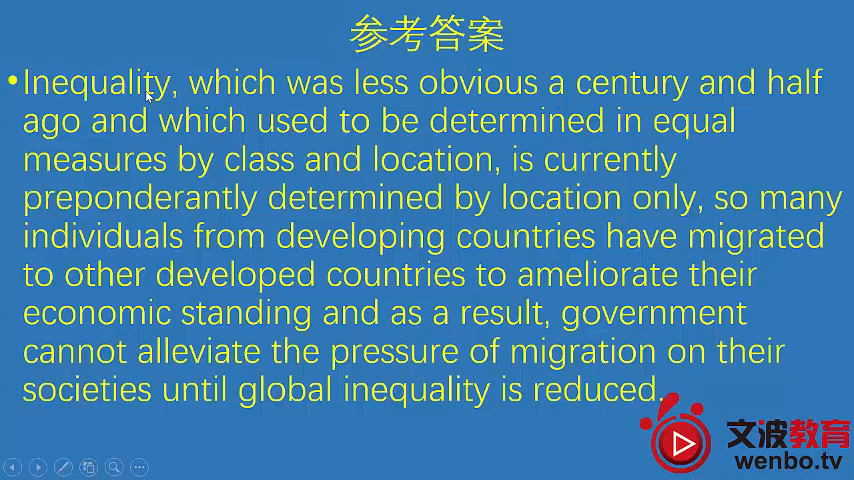 参考答案
•Inequality, which was less obvious a century and half
ago and which used to be determined in equal
measures by class and location, is currently
preponderantly determined by location only, so many
individuals from developing countries have migrated
to other developed countries to ameliorate their
economic standing and as a result, government
cannot alleviate the pressure of migration on their
societies until global inequality is reduced.
文波教育
wenbo.tv